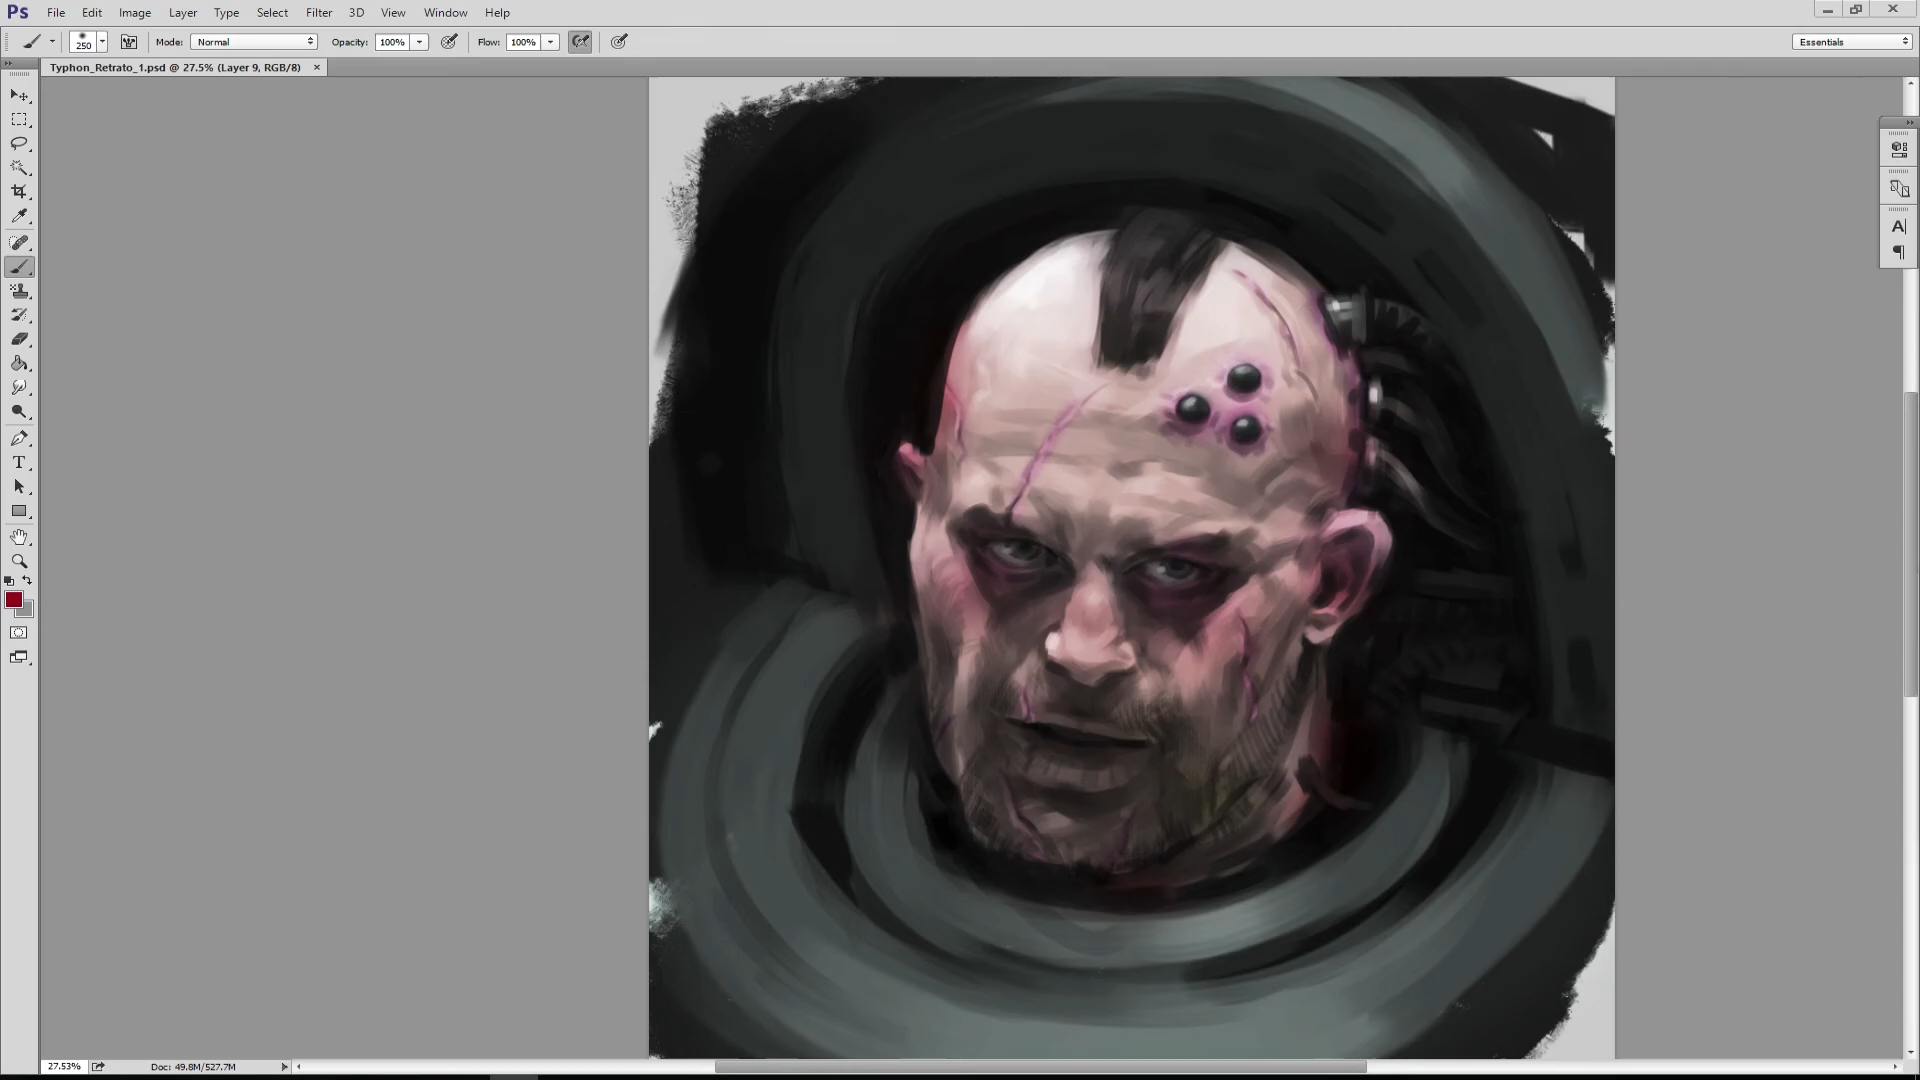 Ps File Edit Image Layer Type Select Filter 3D View Window Help
250 Mode: Normal Opacity: 100% Flow: 100% Essentials
Typhon_Retrato_1.psd @ 27.5% (Layer 9, RGB/8) ×
T
A
27.53% Doc: 49.8M/527.7M